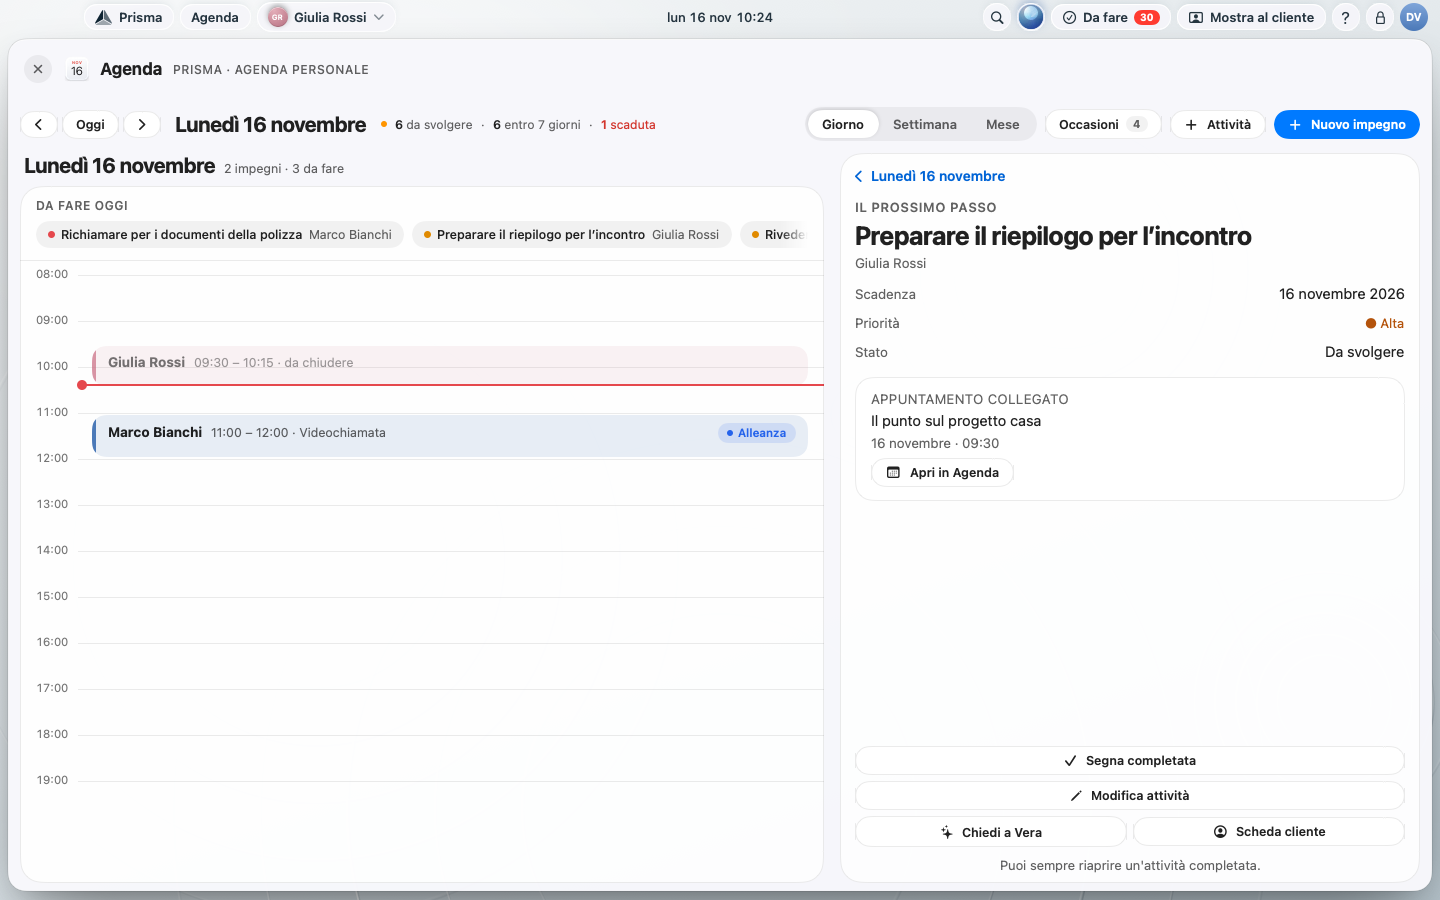 Prisma
Agenda
GR Giulia Rossi
lun 16 nov 10:24
Da fare 30
Mostra al cliente
?
DV
NOV
16
Agenda PRISMA · AGENDA PERSONALE
Oggi
Lunedì 16 novembre
6 da svolgere · 6 entro 7 giorni · 1 scaduta
Giorno Settimana Mese
Occasioni 4
Attività
Nuovo impegno
Lunedì 16 novembre 2 impegni · 3 da fare
DA FARE OGGI
Richiamare per i documenti della polizza Marco Bianchi
Preparare il riepilogo per l’incontro Giulia Rossi
Rivede
08:00
09:00
10:00
Giulia Rossi 09:30 – 10:15 · da chiudere
11:00
Marco Bianchi 11:00 – 12:00 · Videochiamata Alleanza
12:00
13:00
14:00
15:00
16:00
17:00
18:00
19:00
Lunedì 16 novembre
IL PROSSIMO PASSO
Preparare il riepilogo per l’incontro
Giulia Rossi
Scadenza 16 novembre 2026
Priorità Alta
Stato Da svolgere
APPUNTAMENTO COLLEGATO
Il punto sul progetto casa
16 novembre · 09:30
Apri in Agenda
Segna completata
Modifica attività
Chiedi a Vera
Scheda cliente
Puoi sempre riaprire un'attività completata.